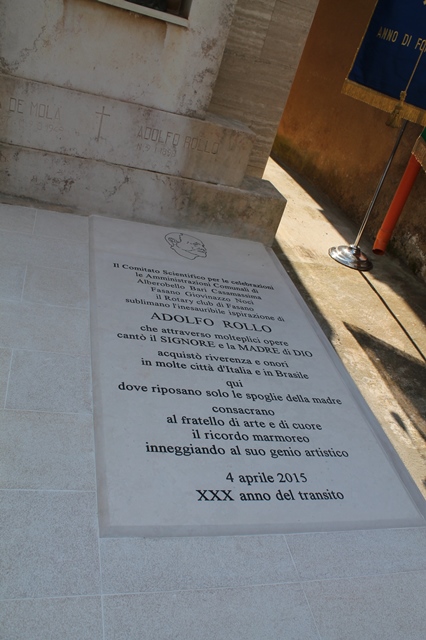 ANNO DI FO
DE MOLA
ADOLFO ROLLO
Il Comitato Scientifico per le celebrazioni
le Amministrazioni Comunali di
Alberobello Bari Casamassima
Fasano Giovinazzo Noci
il Rotary club di Fasano
sublimano l'inesauribile ispirazione di
ADOLFO ROLLO
che attraverso molteplici opere
cantò il SIGNORE e la MADRE di DIO
acquistò riverenza e onori
in molte città d'Italia e in Brasile
qui
dove riposano solo le spoglie della madre
consacrano
al fratello di arte e di cuore
il ricordo marmoreo
inneggiando al suo genio artistico
4 aprile 2015
XXX anno del transito